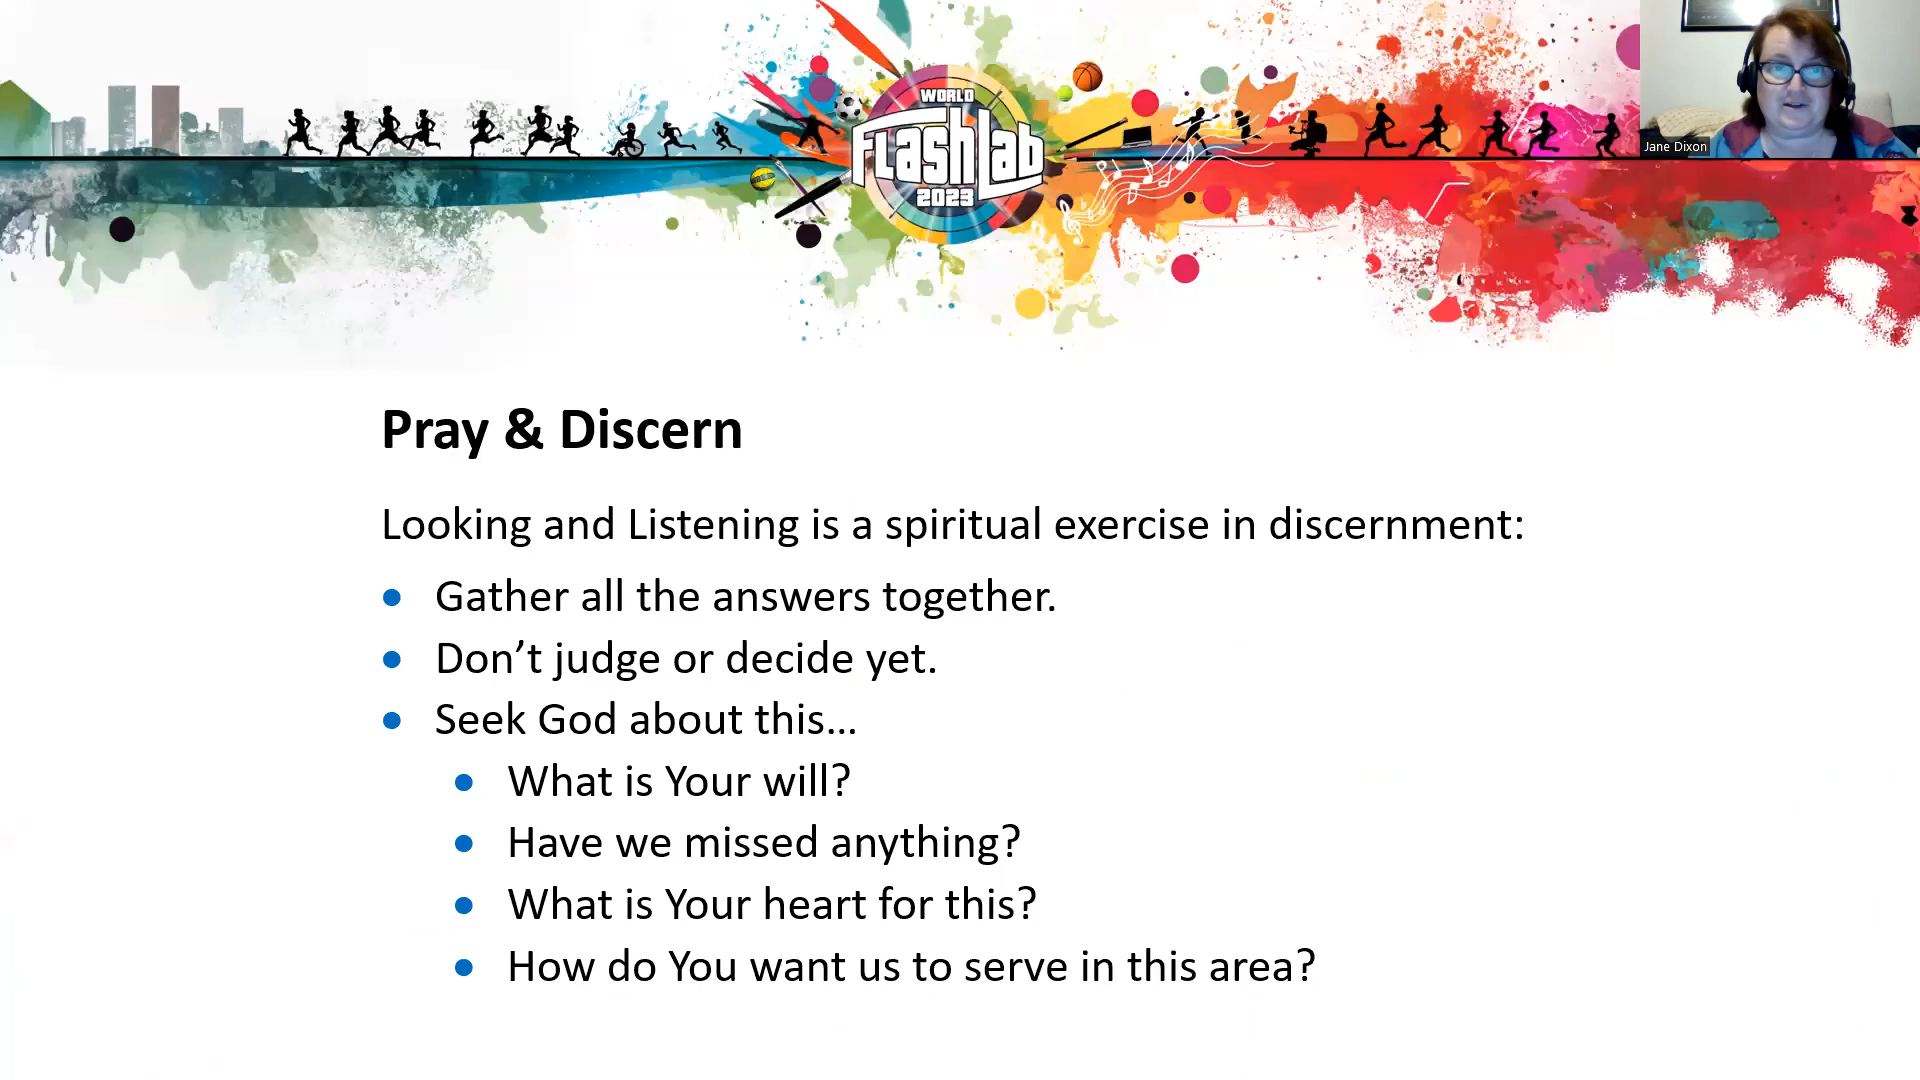 WORLD
FLASHLAB
2023
Jane Dixon
Pray & Discern
Looking and Listening is a spiritual exercise in discernment:
• Gather all the answers together.
• Don’t judge or decide yet.
• Seek God about this…
• What is Your will?
• Have we missed anything?
• What is Your heart for this?
• How do You want us to serve in this area?